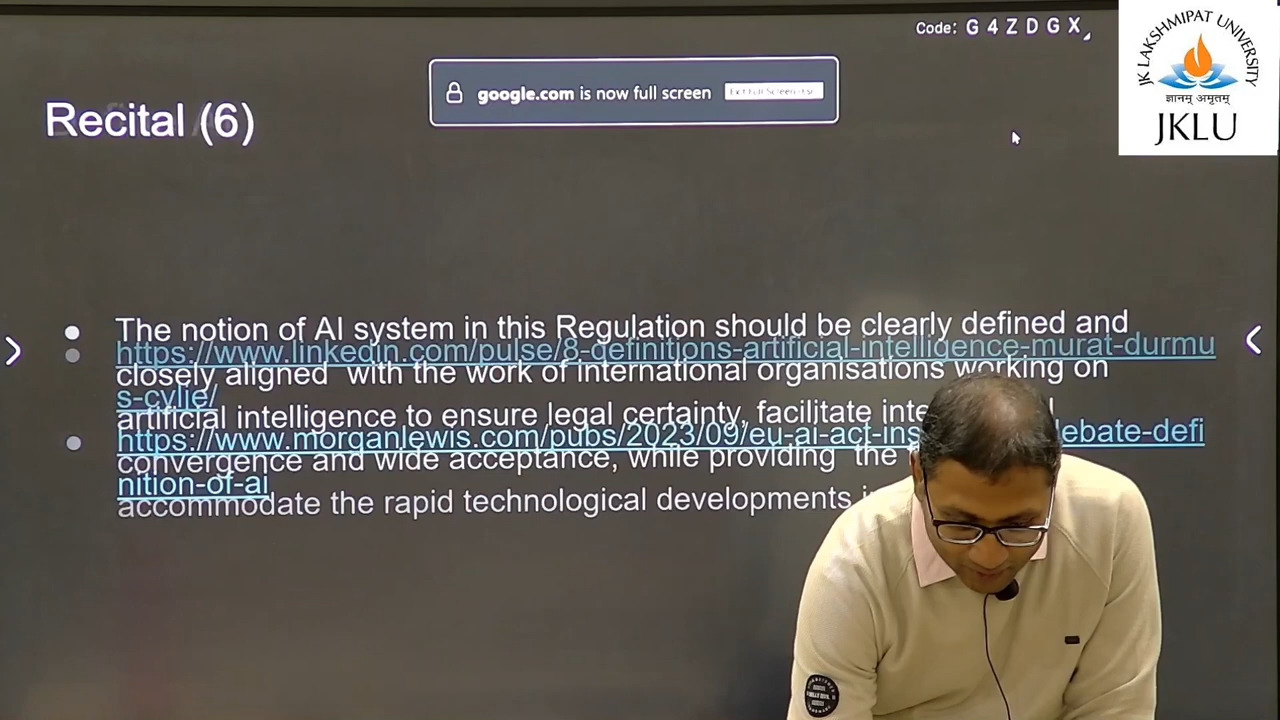 Code: G 4 Z D G X
JK LAKSHMIPAT UNIVERSITY
ज्ञानम् अमृतम्
JKLU
google.com is now full screen
Recital (6)
The notion of AI system in this Regulation should be clearly defined and
https://www.linkedin.com/pulse/8-definitions-artificial-intelligence-murat-durmu
closely aligned with the work of international organisations working on
s-cylie/
artificial intelligence to ensure legal certainty, facilitate
https://www.morganlewis.com/pubs/2023/09/eu-ai-act-ins ebate-defi
convergence and wide acceptance, while providing the
nition-of-ai
accommodate the rapid technological developments